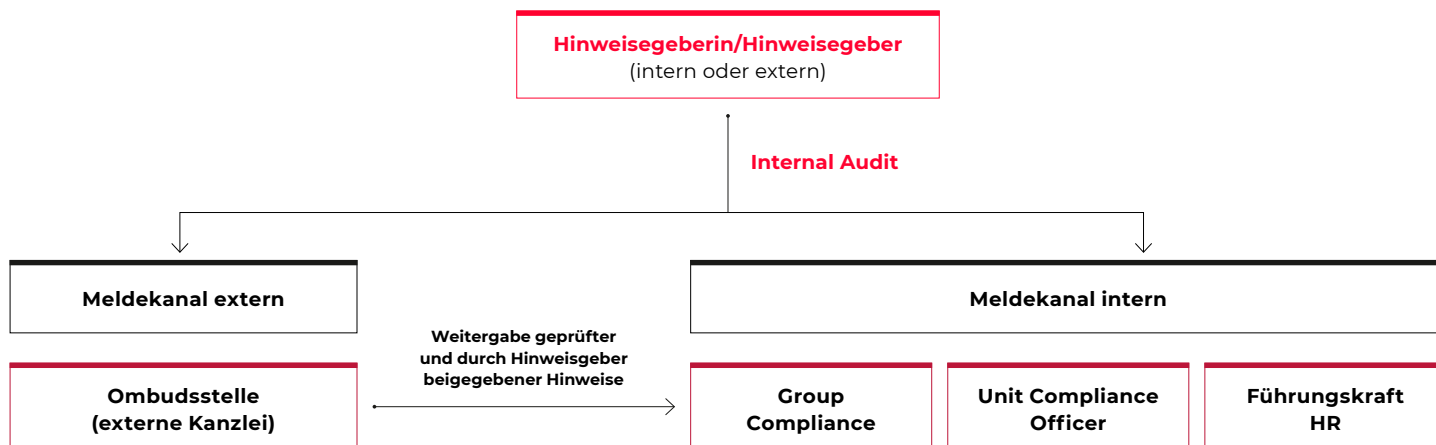 Hinweisegeberin/Hinweisegeber
(intern oder extern)
Internal Audit
Meldekanal extern
Meldekanal intern
Weitergabe geprüfter
und durch Hinweisgeber
beigegebener Hinweise
Ombudsstelle
(externe Kanzlei)
Group
Compliance
Unit Compliance
Officer
Führungskraft
HR